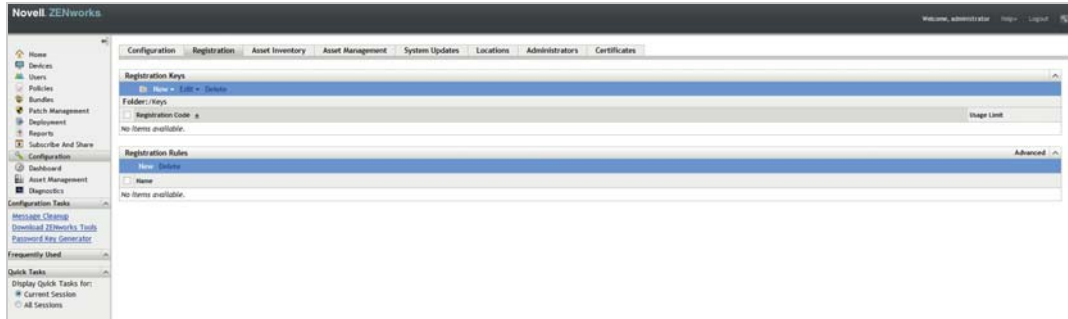 Novell ZENworks
Welcome, administrator Help Logout
Home
Devices
Users
Policies
Bundles
Patch Management
Deployment
Reports
Subscribe And Share
Configuration
Dashboard
Asset Management
Diagnostics
Configuration Tasks
Message Cleanup
Download ZENworks Tools
Password Key Generator
Frequently Used
Quick Tasks
Display Quick Tasks for:
Current Session
All Sessions
Configuration Registration Asset Inventory Asset Management System Updates Locations Administrators Certificates
Registration Keys
New Edit Delete
Folder:/Keys
Registration Code Usage Limit
No items available.
Registration Rules Advanced
New Delete
Name
No items available.